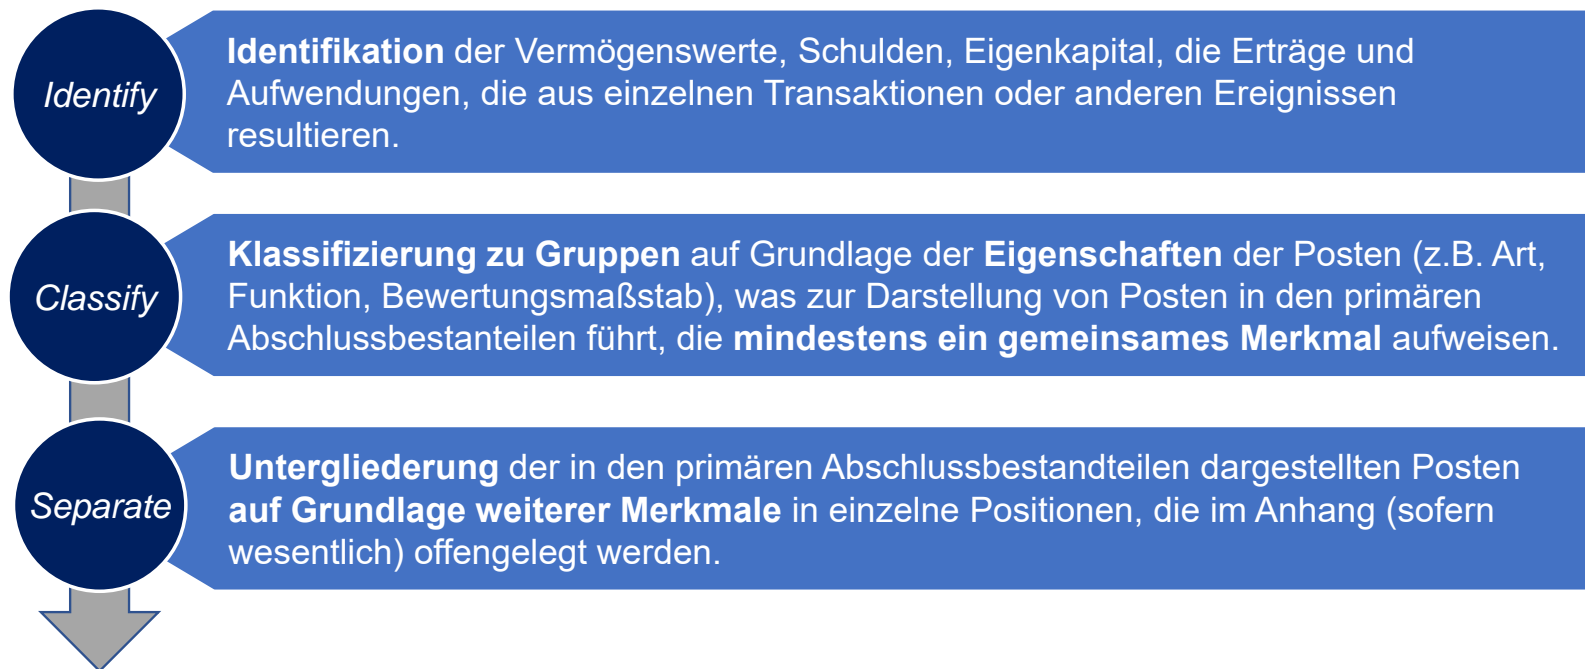 Identify
Identifikation der Vermögenswerte, Schulden, Eigenkapital, die Erträge und
Aufwendungen, die aus einzelnen Transaktionen oder anderen Ereignissen
resultieren.
Classify
Klassifizierung zu Gruppen auf Grundlage der Eigenschaften der Posten (z.B. Art,
Funktion, Bewertungsmaßstab), was zur Darstellung von Posten in den primären
Abschlussbestanteilen führt, die mindestens ein gemeinsames Merkmal aufweisen.
Separate
Untergliederung der in den primären Abschlussbestandteilen dargestellten Posten
auf Grundlage weiterer Merkmale in einzelne Positionen, die im Anhang (sofern
wesentlich) offengelegt werden.